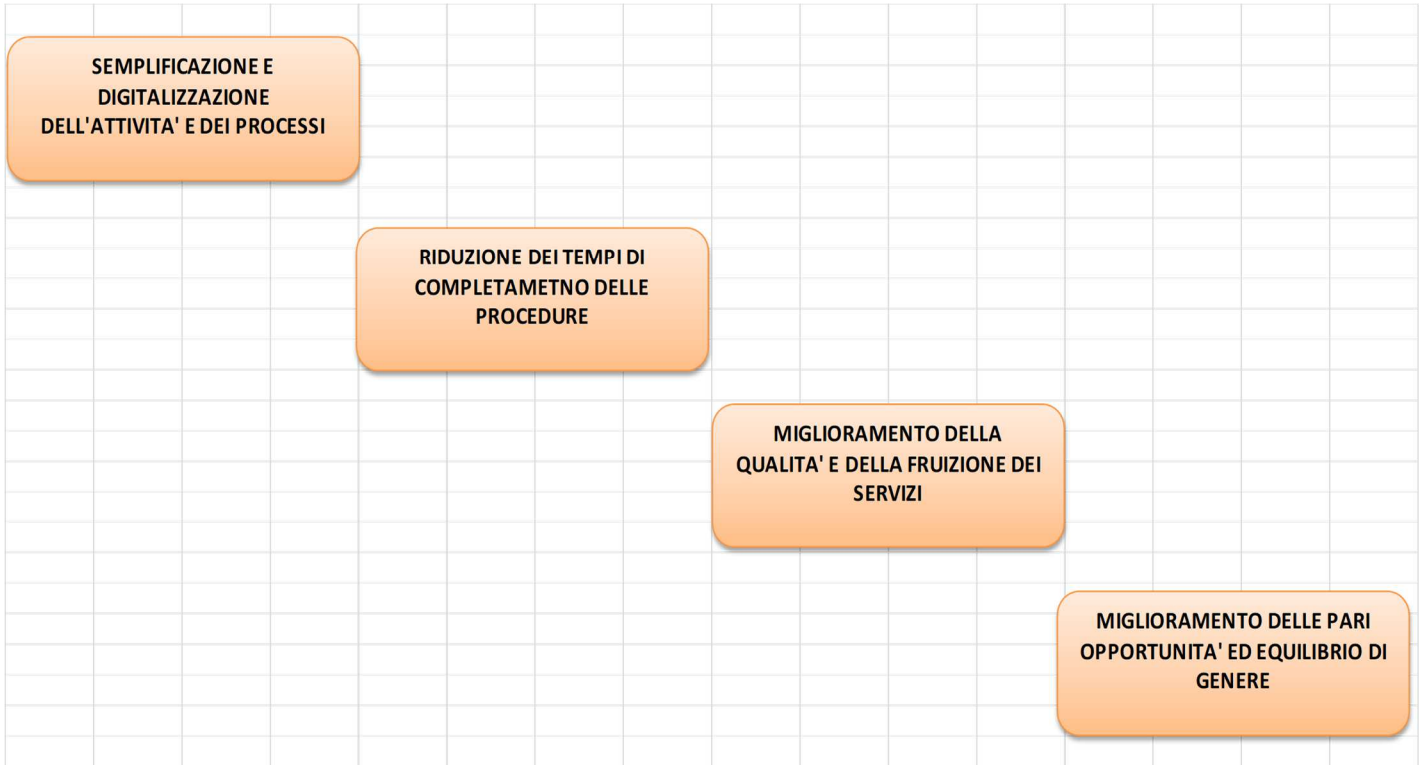 SEMPLIFICAZIONE E
DIGITALIZZAZIONE
DELL'ATTIVITA' E DEI PROCESSI
RIDUZIONE DEI TEMPI DI
COMPLETAMETNO DELLE
PROCEDURE
MIGLIORAMENTO DELLA
QUALITA' E DELLA FRUIZIONE DEI
SERVIZI
MIGLIORAMENTO DELLE PARI
OPPORTUNITA' ED EQUILIBRIO DI
GENERE